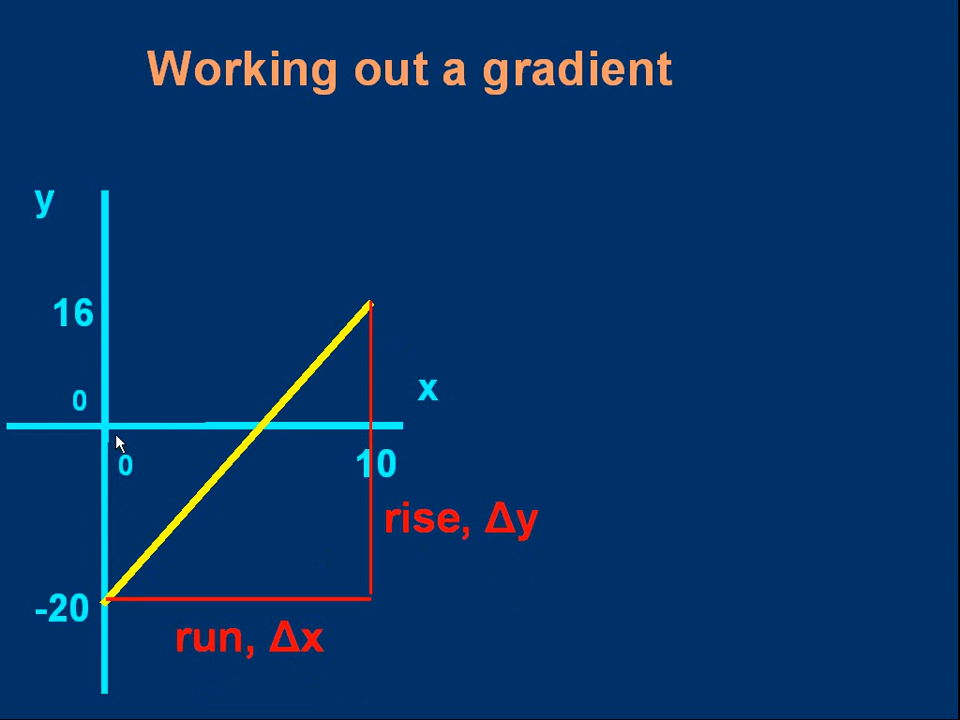 Working out a gradient
y
16
0
x
0
10
rise, Δy
-20
run, Δx